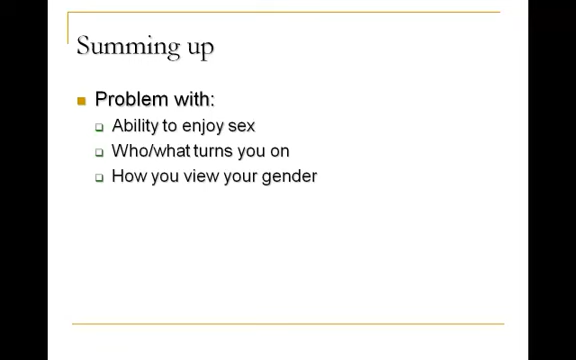 Summing up
Problem with:
Ability to enjoy sex
Who/what turns you on
How you view your gender